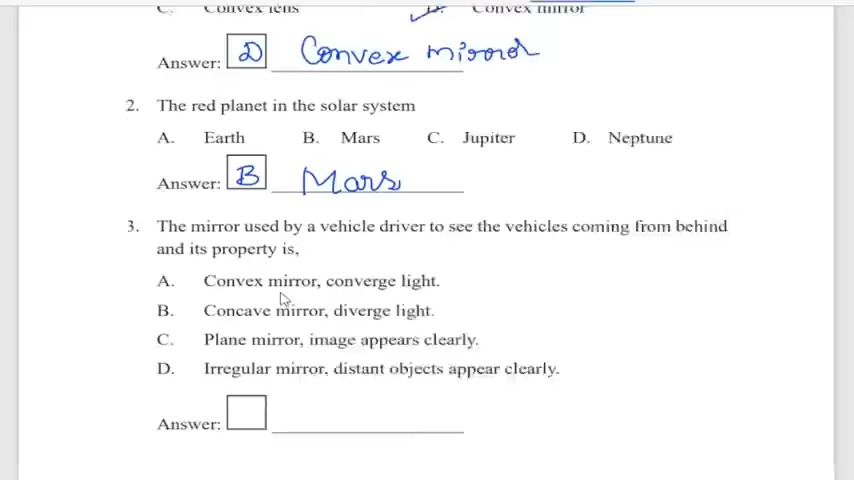 C. Convex lens D. Convex mirror
Answer: D Convex mirror
2. The red planet in the solar system
A. Earth B. Mars C. Jupiter D. Neptune
Answer: B Mars
3. The mirror used by a vehicle driver to see the vehicles coming from behind
and its property is,
A. Convex mirror, converge light.
B. Concave mirror, diverge light.
C. Plane mirror, image appears clearly.
D. Irregular mirror, distant objects appear clearly.
Answer: